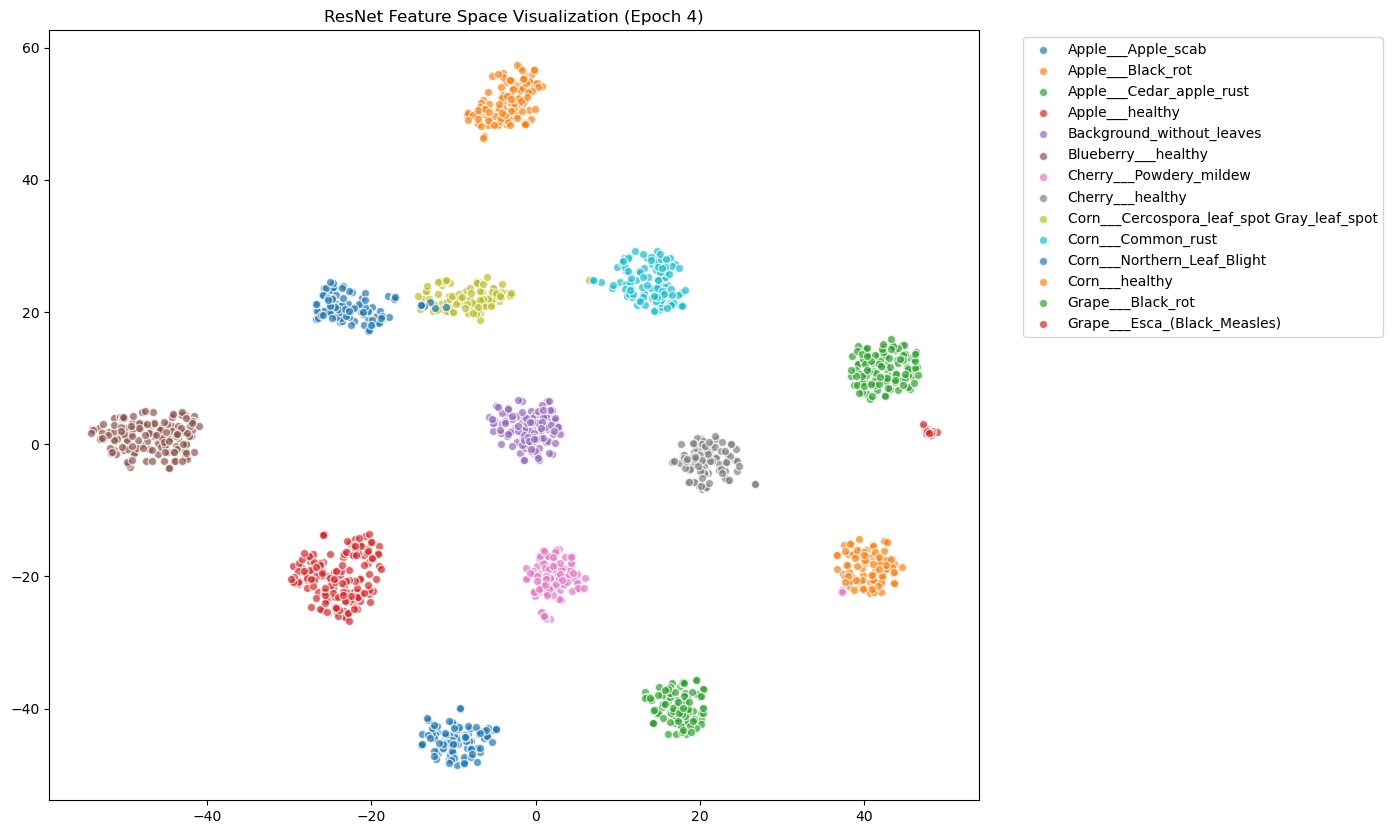 ResNet Feature Space Visualization (Epoch 4)
60
40
20
0
−20
−40
−40
−20
0
20
40
Apple___Apple_scab
Apple___Black_rot
Apple___Cedar_apple_rust
Apple___healthy
Background_without_leaves
Blueberry___healthy
Cherry___Powdery_mildew
Cherry___healthy
Corn___Cercospora_leaf_spot Gray_leaf_spot
Corn___Common_rust
Corn___Northern_Leaf_Blight
Corn___healthy
Grape___Black_rot
Grape___Esca_(Black_Measles)